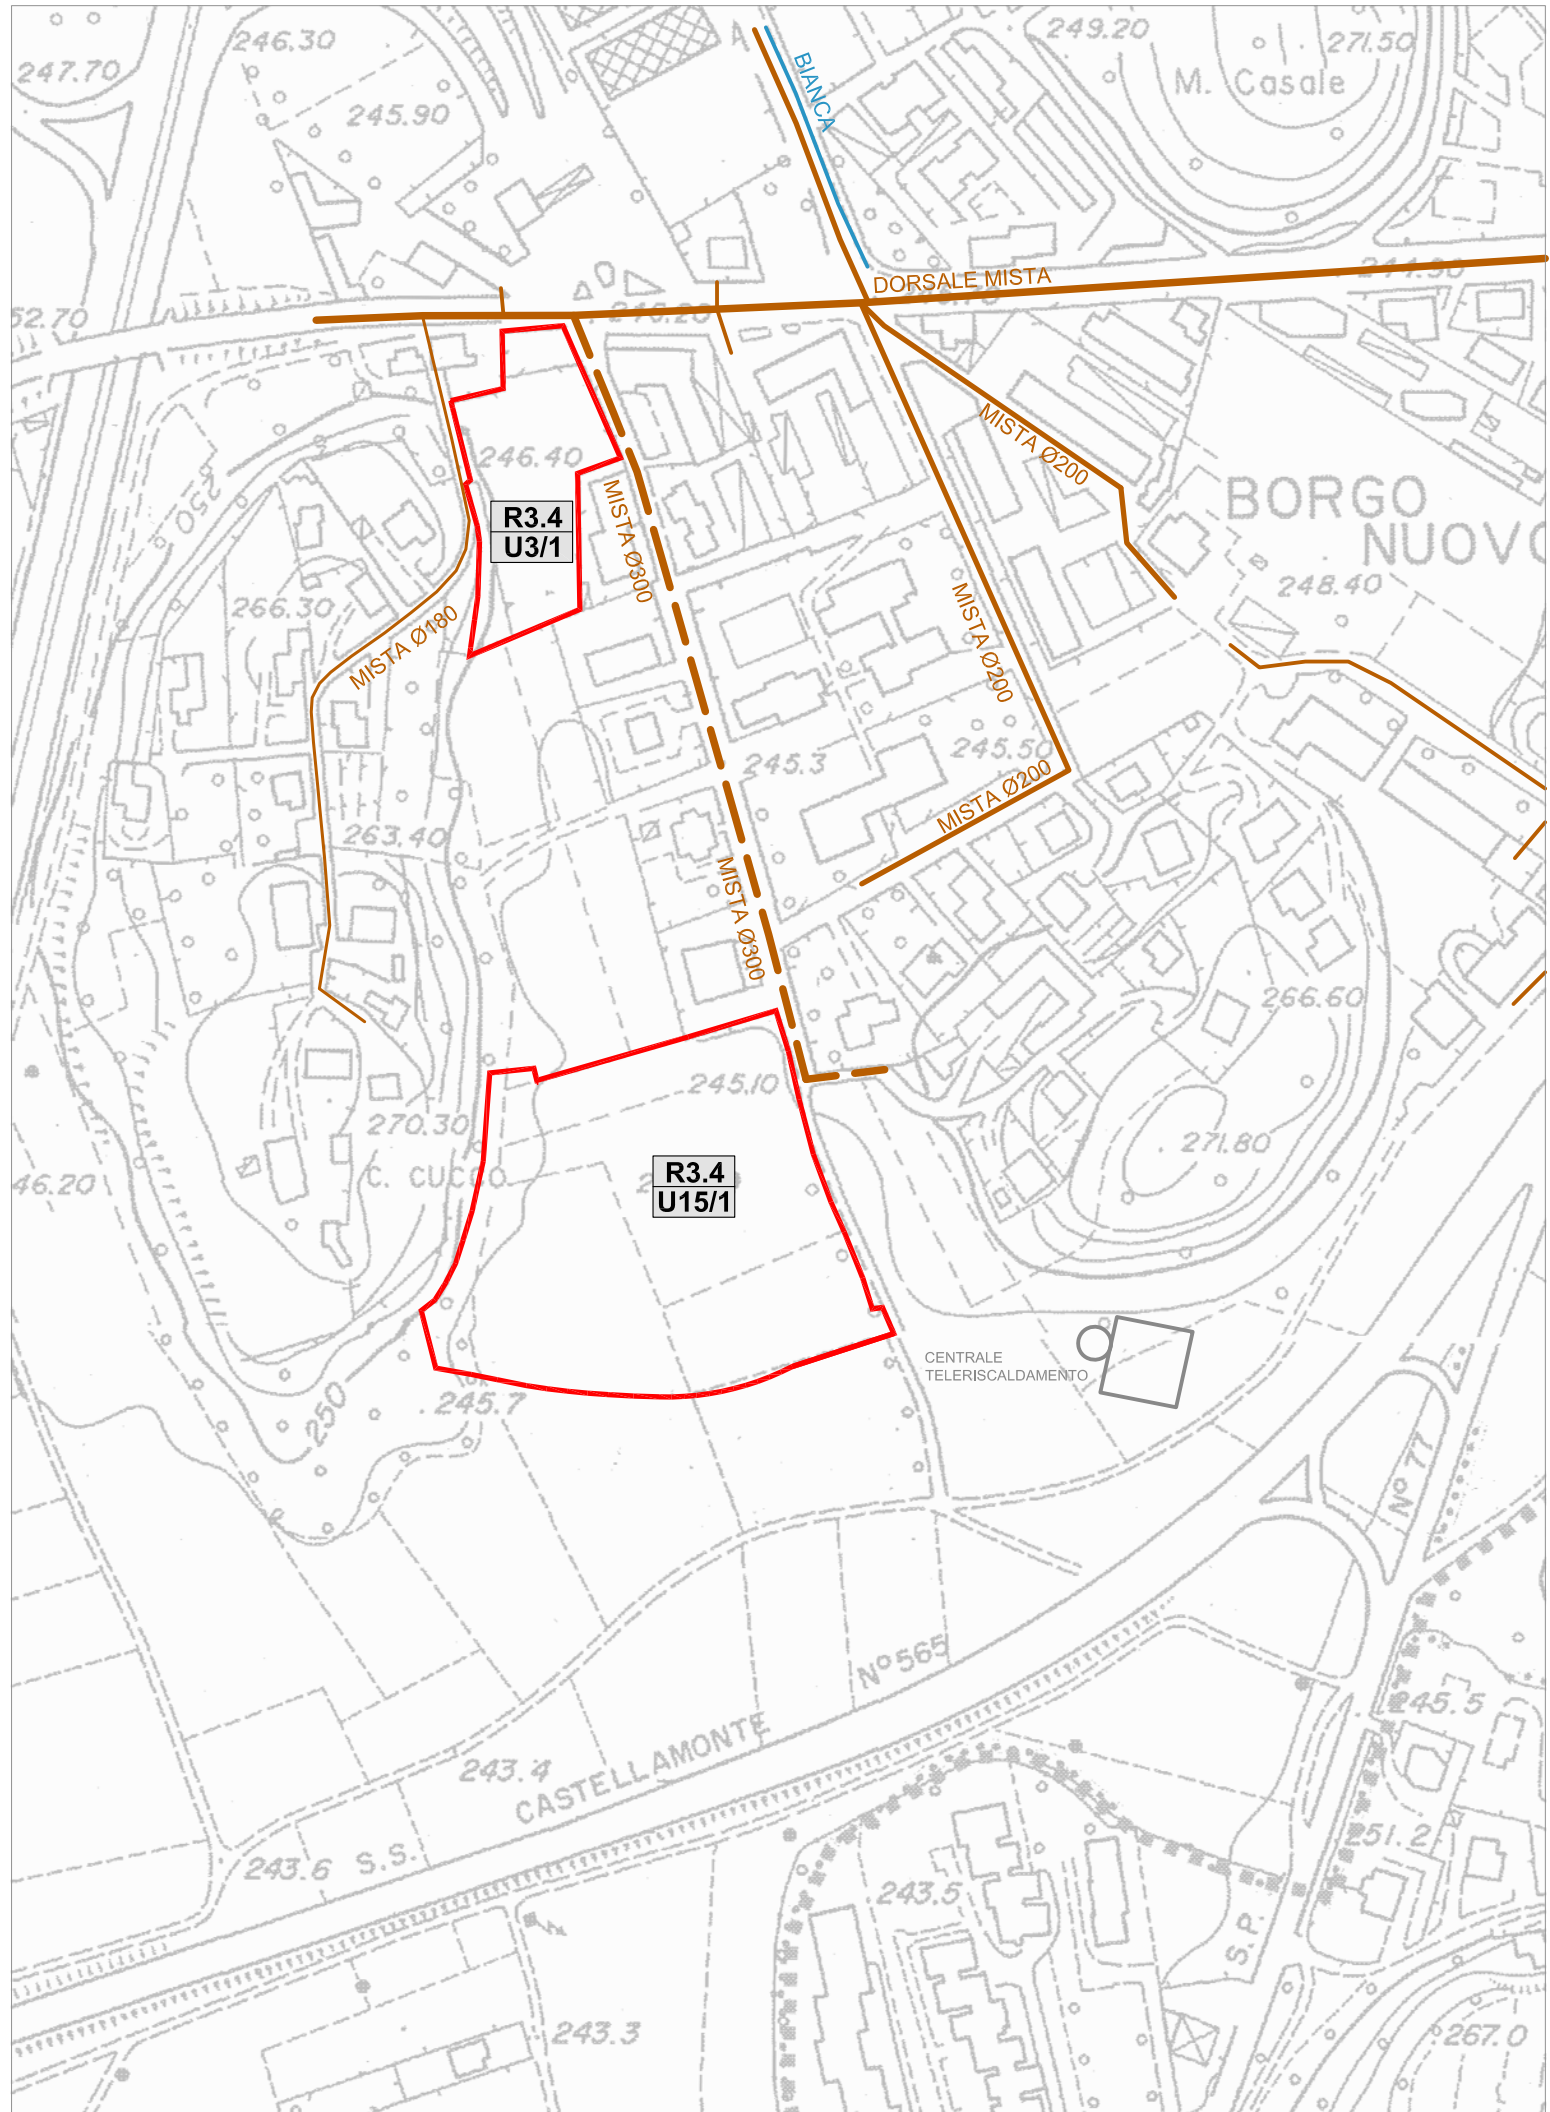 246.30
249.20
271.50
247.70
M. Casale
245.90
BIANCA
DORSALE MISTA
246.20
52.70
MISTA Ø200
246.40
BORGO
NUOVO
R3.4
U3/1
MISTA Ø300
250
248.40
266.30
MISTA Ø180
MISTA Ø200
245.50
245.3
MISTA Ø200
263.40
MISTA Ø300
266.60
245.10
270.30
271.80
C. CUCCO
46.20
R3.4
U15/1
CENTRALE
TELERISCALDAMENTO
245.7
250
Nº 77
Nº 565
245.5
CASTELLAMONTE
243.4
251.2
243.6
S.S.
243.5
S.P.
243.3
267.0